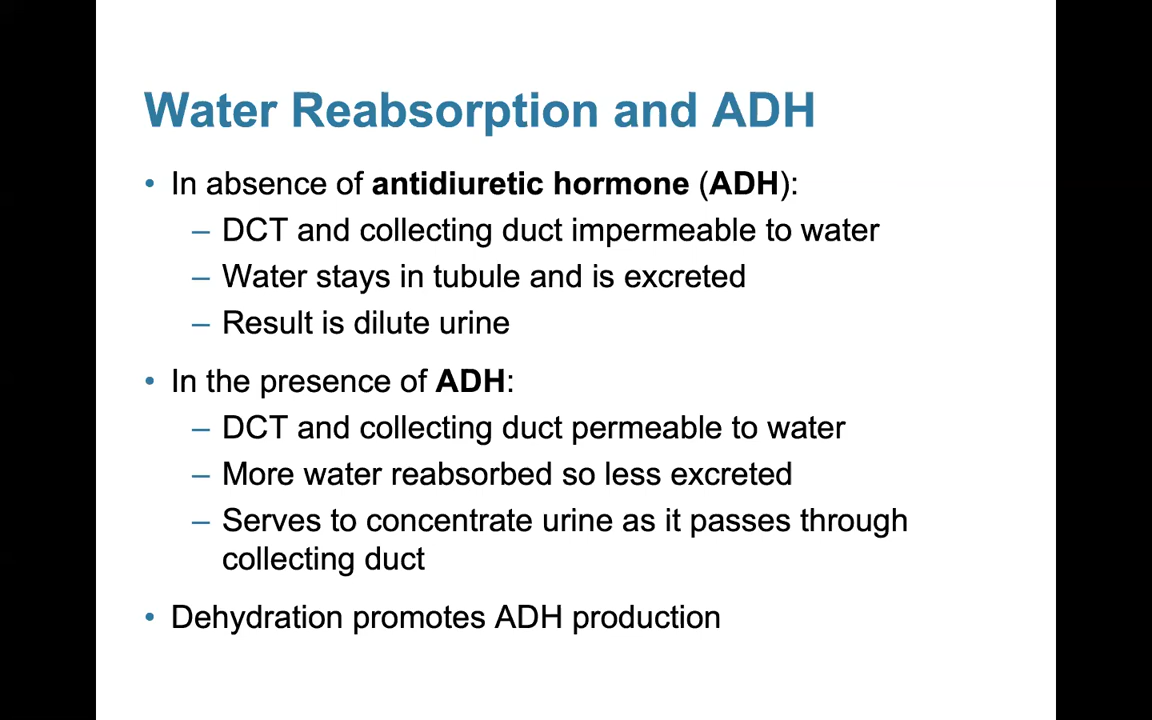 Water Reabsorption and ADH
• In absence of antidiuretic hormone (ADH):
– DCT and collecting duct impermeable to water
– Water stays in tubule and is excreted
– Result is dilute urine
• In the presence of ADH:
– DCT and collecting duct permeable to water
– More water reabsorbed so less excreted
– Serves to concentrate urine as it passes through
collecting duct
• Dehydration promotes ADH production